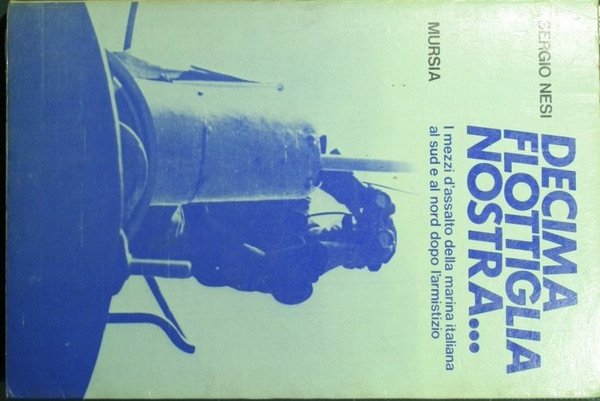 SERGIO NESI
DECIMA
FLOTTIGLIA
NOSTRA...
I mezzi d'assalto della marina italiana
al sud e al nord dopo l'armistizio
MURSIA